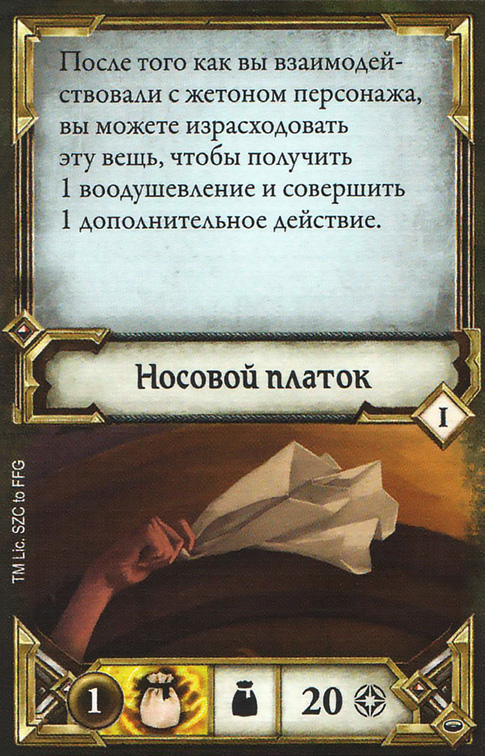 После того как вы взаимодей-
ствовали с жетоном персонажа,
вы можете израсходовать
эту вещь, чтобы получить
1 воодушевление и совершить
1 дополнительное действие.
Носовой платок
I
TM Lic. SZC to FFG
1
20